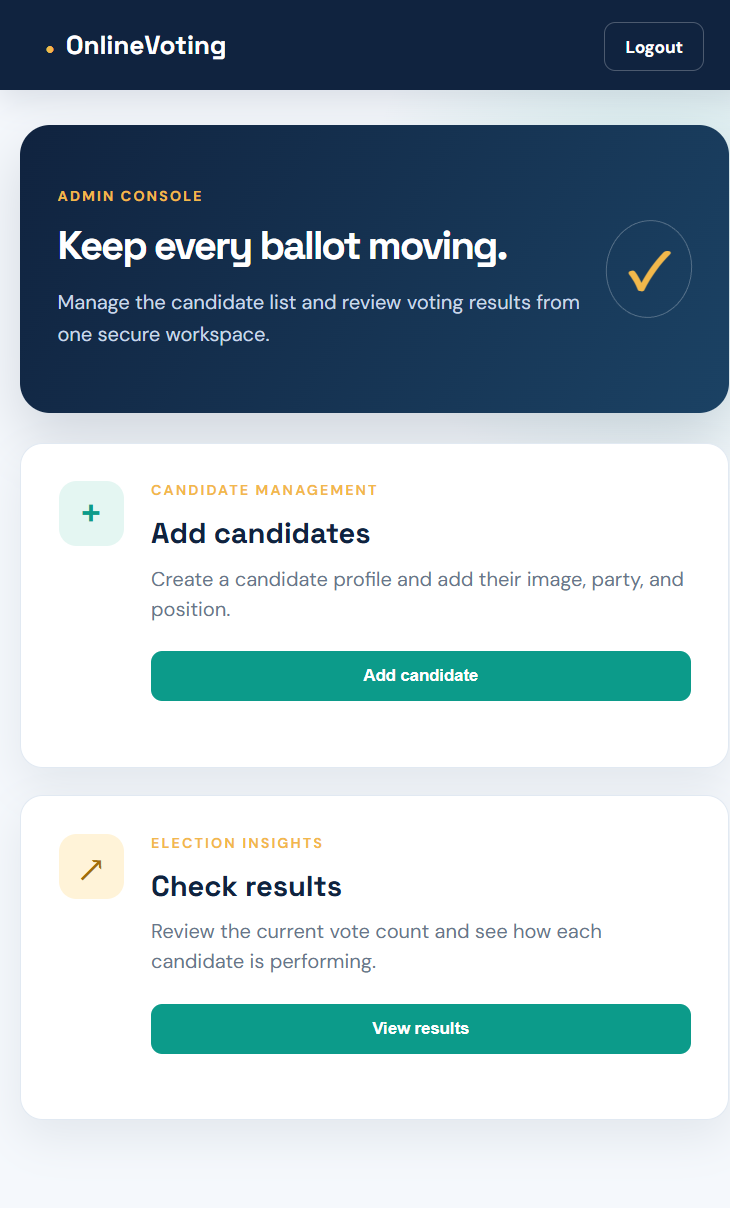 OnlineVoting
Logout
ADMIN CONSOLE
Keep every ballot moving.
Manage the candidate list and review voting results from
one secure workspace.
CANDIDATE MANAGEMENT
Add candidates
Create a candidate profile and add their image, party, and
position.
Add candidate
ELECTION INSIGHTS
Check results
Review the current vote count and see how each
candidate is performing.
View results